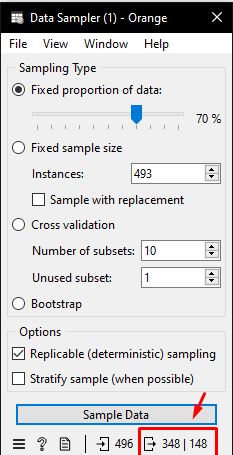 Data Sampler (1) - Orange
File View Window Help
Sampling Type
Fixed proportion of data:
70 %
Fixed sample size
Instances: 493
Sample with replacement
Cross validation
Number of subsets: 10
Unused subset: 1
Bootstrap
Options
Replicable (deterministic) sampling
Stratify sample (when possible)
Sample Data
? 496 348 | 148